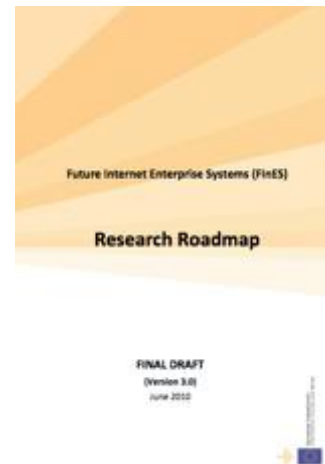 Future Internet Enterprise Systems (FInES)
Research Roadmap
FINAL DRAFT
(Version 3.0)
June 2010